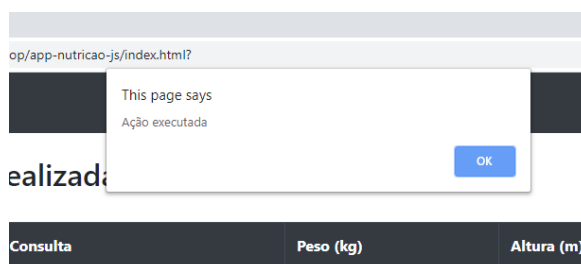 op/app-nutricao-js/index.html?
This page says
Ação executada
OK
ealizada
Consulta Peso (kg) Altura (m)